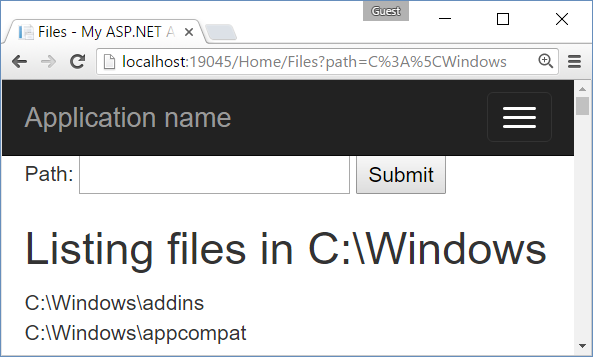 Guest
Files - My ASP.NET A
localhost:19045/Home/Files?path=C%3A%5CWindows
Application name
Path: Submit
Listing files in C:\Windows
C:\Windows\addins
C:\Windows\appcompat